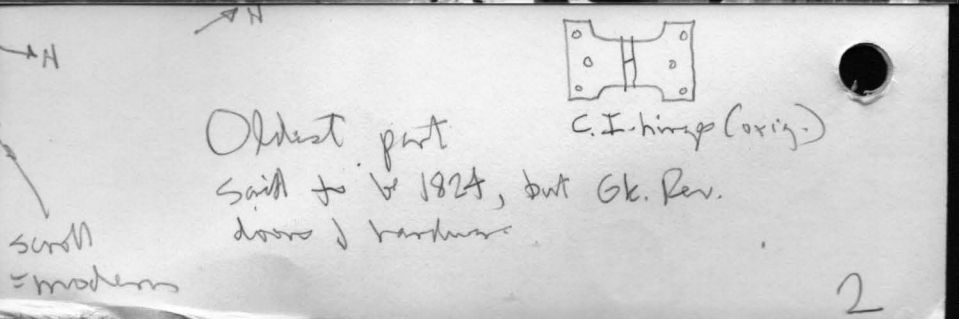 H
H
C.I. hinge (orig.)
Oldest part
said to be 1824, but Gk. Rev.
doors & hardware
scroll
= modern
2